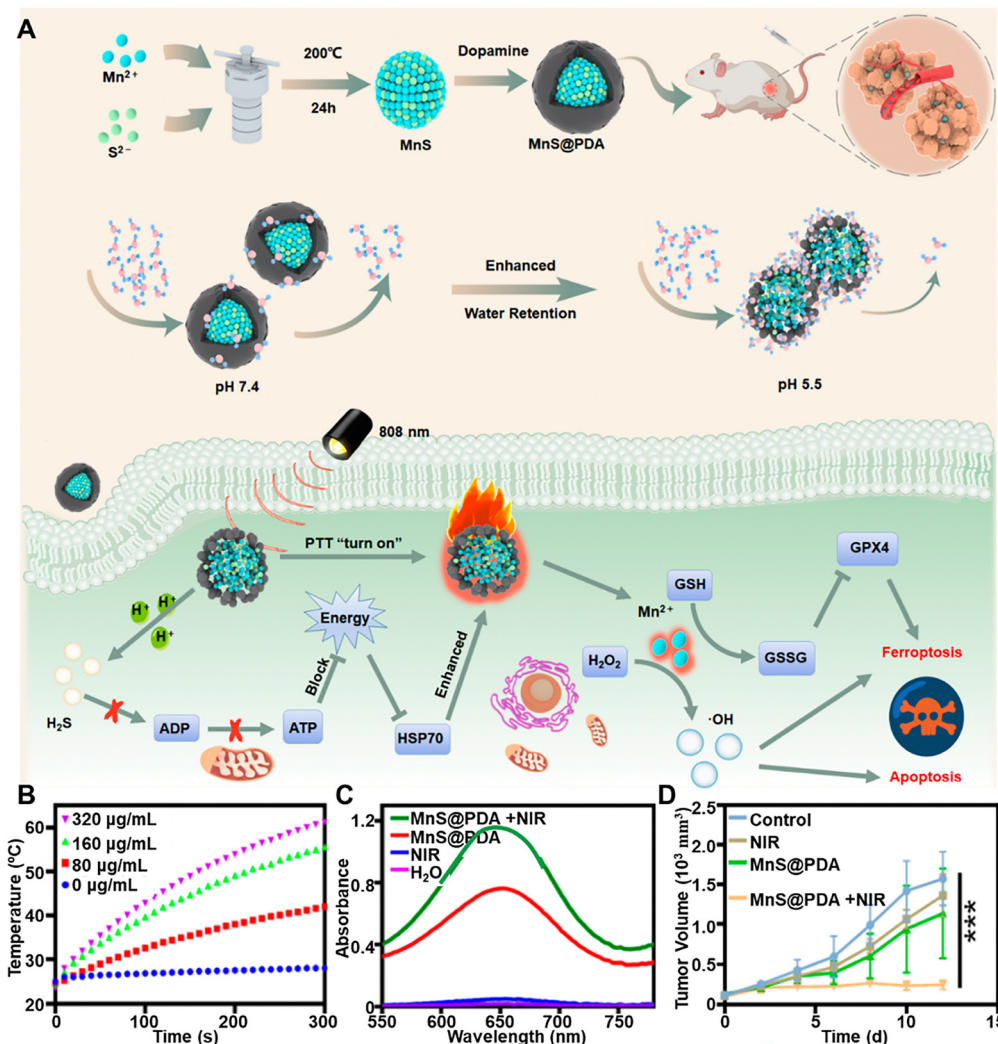 A
Mn²⁺
S²⁻
200℃
24h
MnS
Dopamine
MnS@PDA
pH 7.4
Enhanced
Water Retention
pH 5.5
808 nm
PTT “turn on”
H⁺
H⁺
H⁺
H₂S
ADP
ATP
Block
Energy
HSP70
Enhanced
Mn²⁺
GSH
GSSG
GPX4
H₂O₂
·OH
Ferroptosis
Apoptosis
B
Temperature (ºC)
60
50
40
30
20
320 µg/mL
160 µg/mL
80 µg/mL
0 µg/mL
0
100
200
300
Time (s)
C
Absorbance
1.2
0.8
0.4
0
MnS@PDA +NIR
MnS@PDA
NIR
H₂O
550
600
650
700
750
Wavelength (nm)
D
Tumor Volume (10³ mm³)
2.5
2.0
1.5
1.0
0.5
0.0
Control
NIR
MnS@PDA
MnS@PDA +NIR
***
0
5
10
15
Time (d)